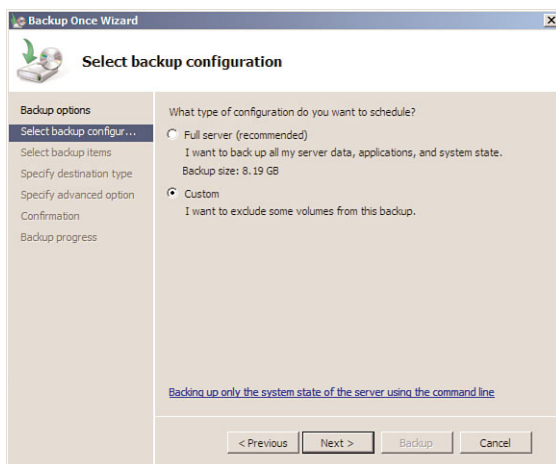 Backup Once Wizard
Select backup configuration
Backup options
Select backup configur...
Select backup items
Specify destination type
Specify advanced option
Confirmation
Backup progress
What type of configuration do you want to schedule?
Full server (recommended)
I want to back up all my server data, applications, and system state.
Backup size: 8.19 GB
Custom
I want to exclude some volumes from this backup.
Backing up only the system state of the server using the command line
< Previous
Next >
Backup
Cancel